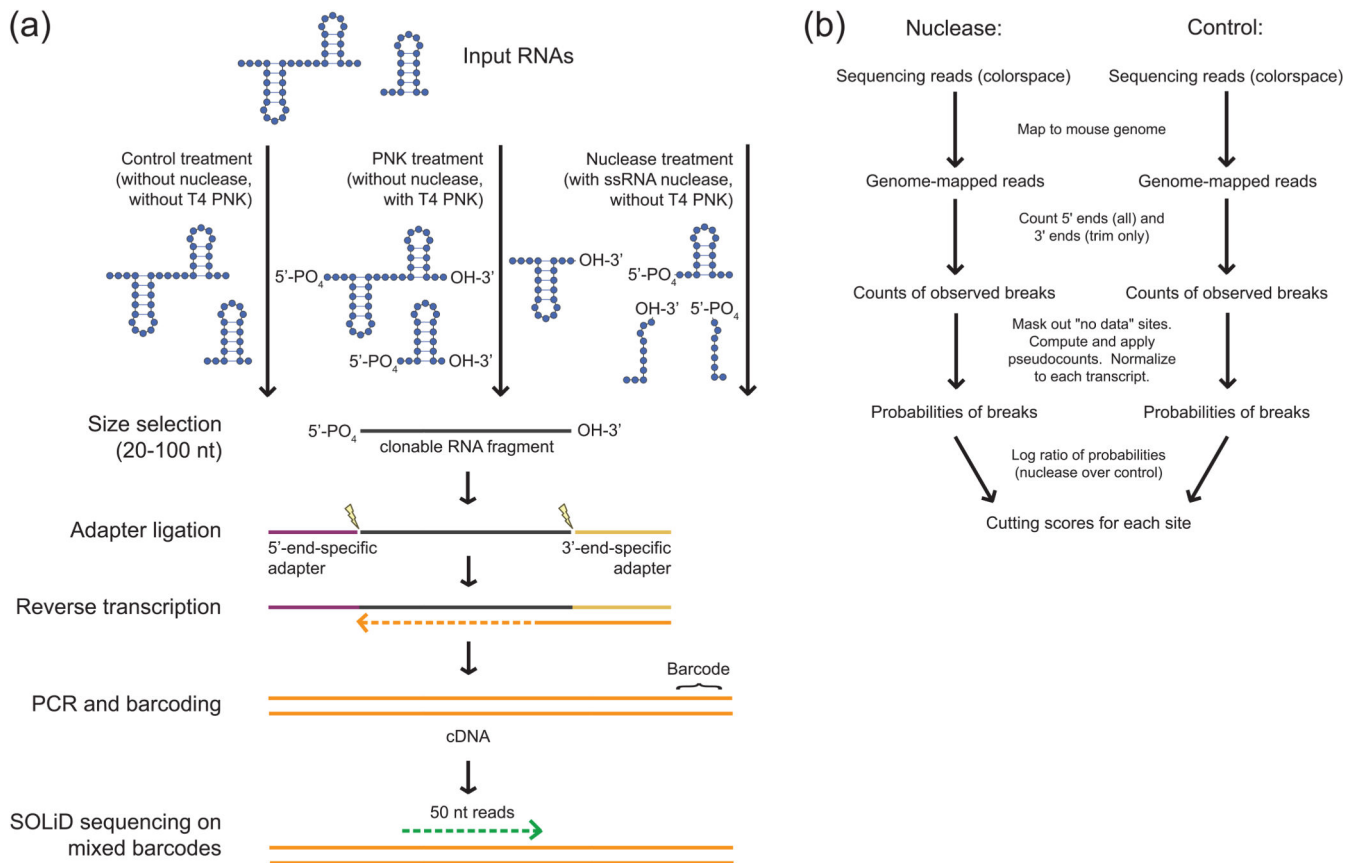 (a)
Input RNAs
Control treatment
(without nuclease,
without T4 PNK)
PNK treatment
(without nuclease,
with T4 PNK)
Nuclease treatment
(with ssRNA nuclease,
without T4 PNK)
5'-PO4
OH-3'
5'-PO4
OH-3'
OH-3'
5'-PO4
OH-3'
5'-PO4
Size selection
(20-100 nt)
5'-PO4
OH-3'
clonable RNA fragment
Adapter ligation
5'-end-specific
adapter
3'-end-specific
adapter
Reverse transcription
Barcode
PCR and barcoding
cDNA
50 nt reads
SOLiD sequencing on
mixed barcodes
(b)
Nuclease:
Control:
Sequencing reads (colorspace)
Sequencing reads (colorspace)
Map to mouse genome
Genome-mapped reads
Genome-mapped reads
Count 5' ends (all) and
3' ends (trim only)
Counts of observed breaks
Counts of observed breaks
Mask out "no data" sites.
Compute and apply
pseudocounts. Normalize
to each transcript.
Probabilities of breaks
Probabilities of breaks
Log ratio of probabilities
(nuclease over control)
Cutting scores for each site